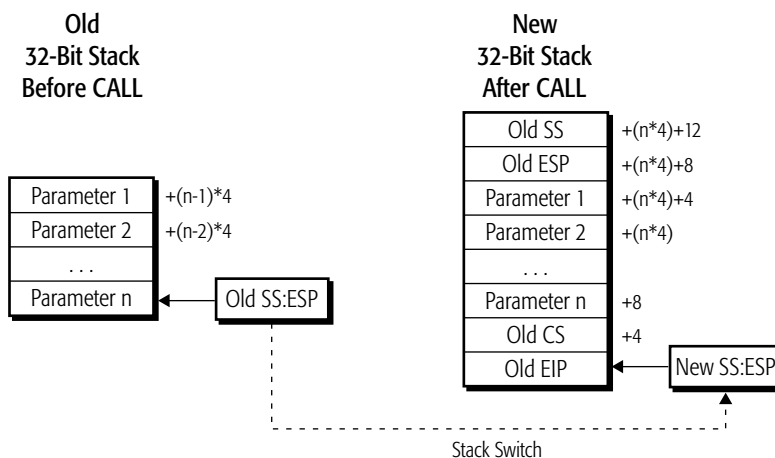 Old
32-Bit Stack
Before CALL
New
32-Bit Stack
After CALL
Old SS +(n*4)+12
Old ESP +(n*4)+8
Parameter 1 +(n-1)*4
Parameter 1 +(n*4)+4
Parameter 2 +(n-2)*4
Parameter 2 +(n*4)
. . .
. . .
Parameter n
Old SS:ESP
Parameter n +8
Old CS +4
Old EIP
New SS:ESP
Stack Switch